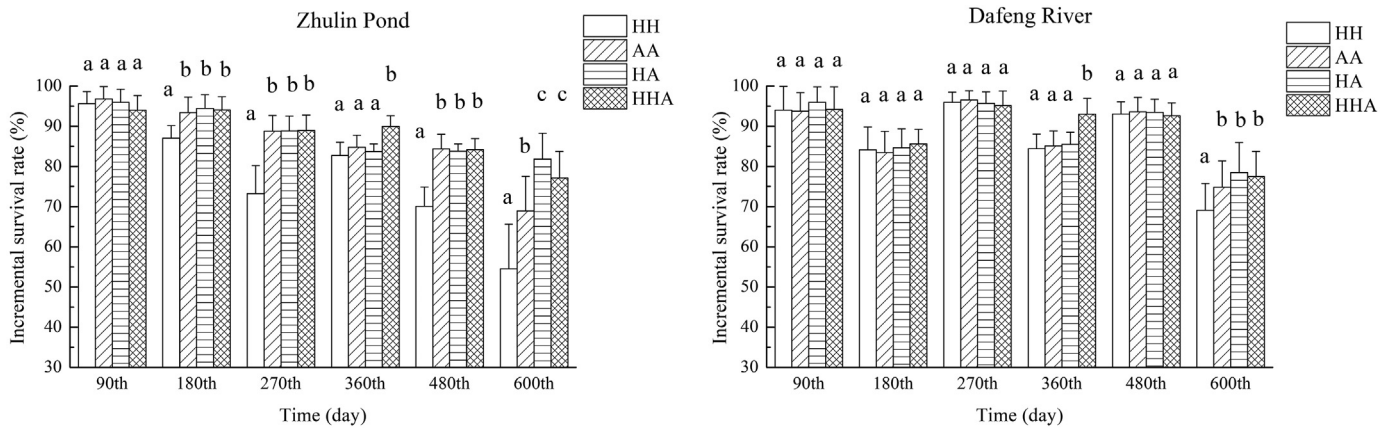 Zhulin Pond
HH
AA
HA
HHA
a a a a
a b b b
a b b b
a a a b
a b b b
a b c c
100
90
80
70
60
50
40
30
Incremental survival rate (%)
90th 180th 270th 360th 480th 600th
Time (day)
Dafeng River
HH
AA
HA
HHA
a a a a
a a a a
a a a a
a a a b
a a a a
a b b b
100
90
80
70
60
50
40
30
Incremental survival rate (%)
90th 180th 270th 360th 480th 600th
Time (day)